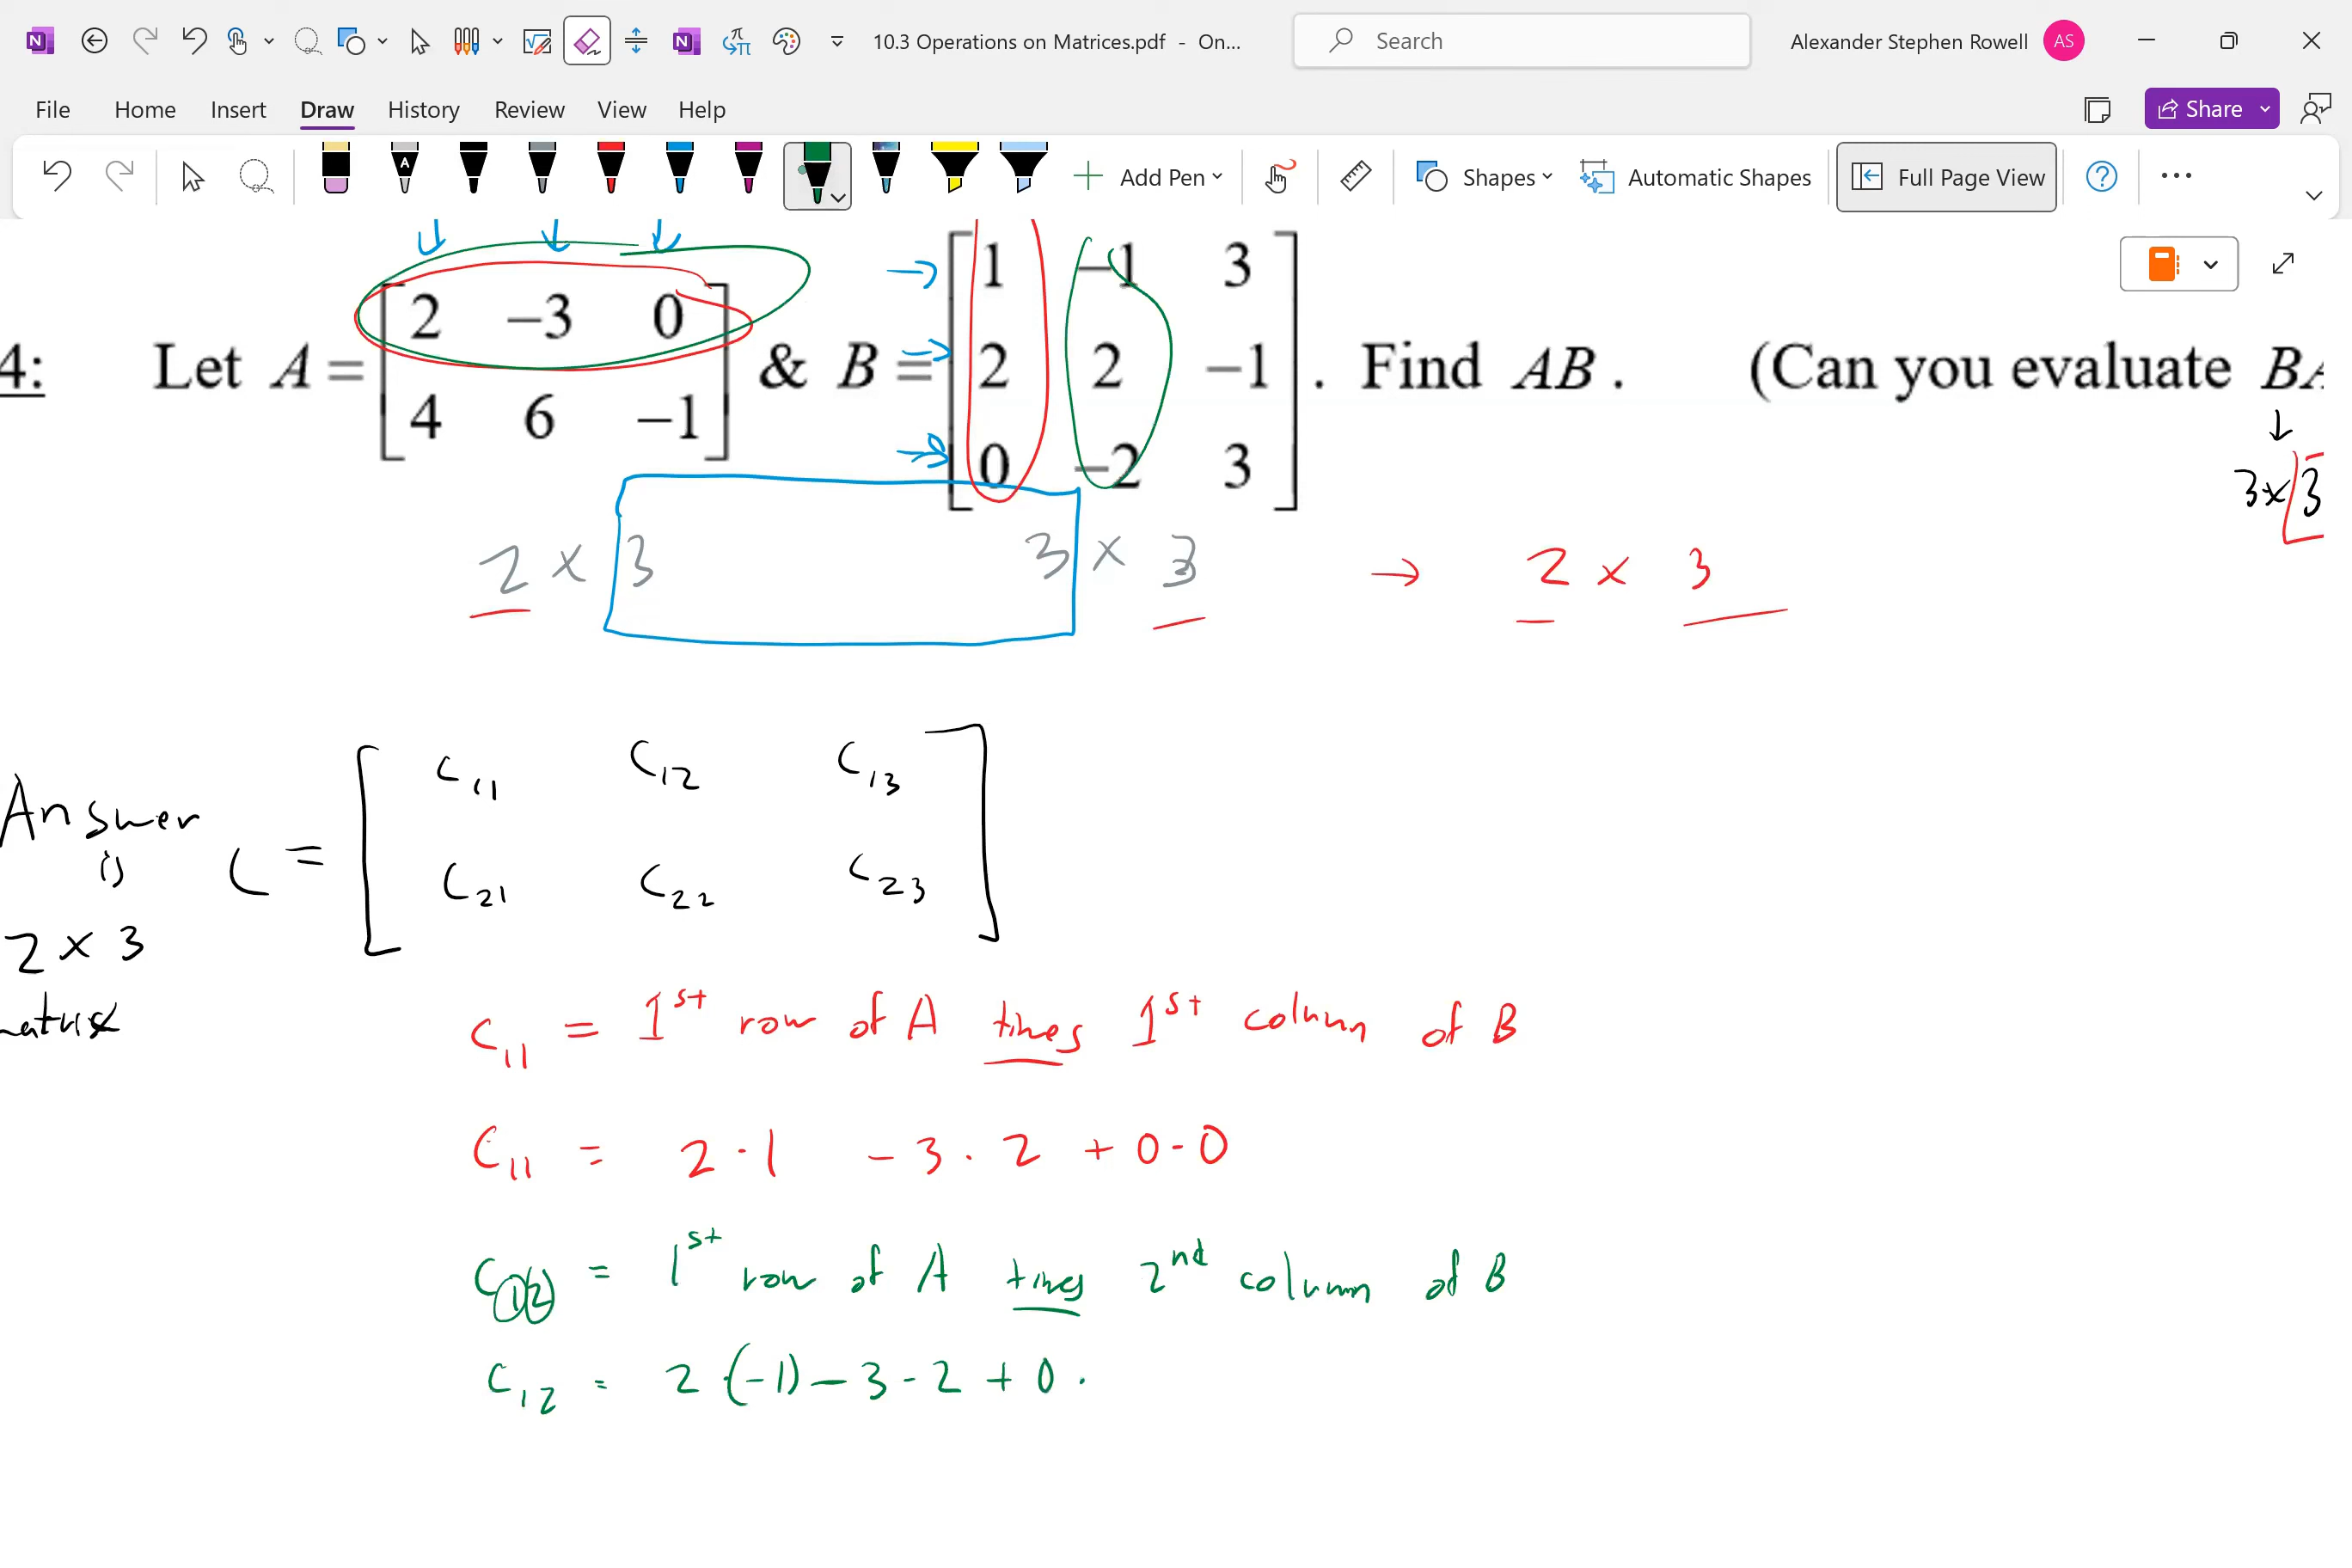 10.3 Operations on Matrices.pdf - On...
Search
Alexander Stephen Rowell AS
File Home Insert Draw History Review View Help Share
A Add Pen Shapes Automatic Shapes Full Page View
4: Let A = [2 −3 0
4 6 −1] & B = [1 −1 3
2 2 −1
0 −2 3]. Find AB. (Can you evaluate BA
↓
3 × 3
2 × 3 3 × 3 → 2 × 3
Answer
is
2 × 3
matrix
C = [C11 C12 C13
C21 C22 C23]
C11 = 1st row of A times 1st column of B
C11 = 2 · 1 − 3 · 2 + 0 · 0
C12 = 1st row of A times 2nd column of B
C12 = 2 · (−1) − 3 · 2 + 0 ·